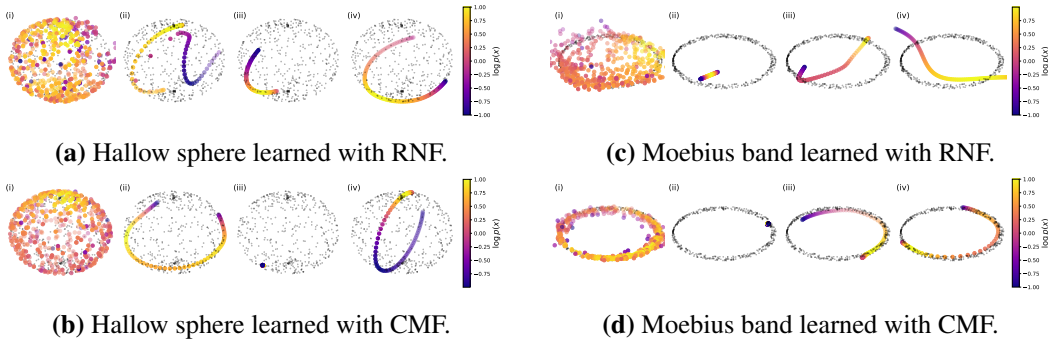 (i) (ii) (iii) (iv)
1.00
0.75
0.50
0.25
0.00
−0.25
−0.50
−0.75
−1.00
log p(x)
(a) Hallow sphere learned with RNF.
(i) (ii) (iii) (iv)
1.00
0.75
0.50
0.25
0.00
−0.25
−0.50
−0.75
−1.00
log p(x)
(c) Moebius band learned with RNF.
(i) (ii) (iii) (iv)
1.00
0.75
0.50
0.25
0.00
−0.25
−0.50
−0.75
log p(x)
(b) Hallow sphere learned with CMF.
(i) (ii) (iii) (iv)
1.00
0.75
0.50
0.25
0.00
−0.25
−0.50
−0.75
−1.00
log p(x)
(d) Moebius band learned with CMF.